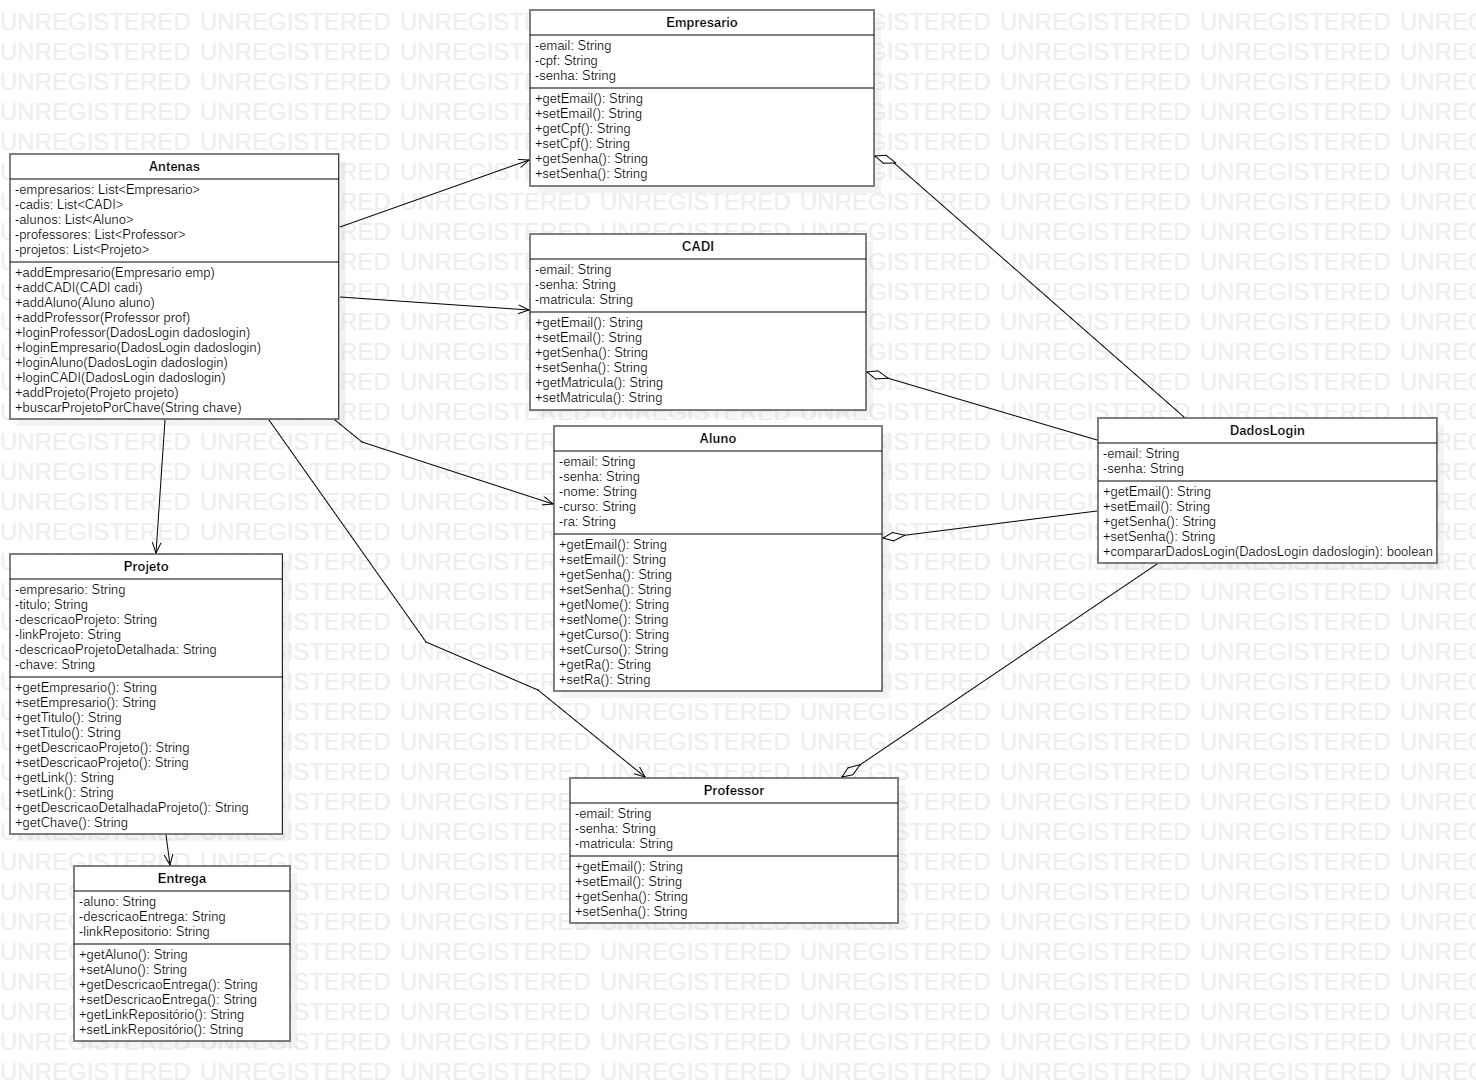 Empresario
-email: String
-cpf: String
-senha: String
+getEmail(): String
+setEmail(): String
+getCpf(): String
+setCpf(): String
+getSenha(): String
+setSenha(): String
Antenas
-empresarios: List<Empresario>
-cadis: List<CADI>
-alunos: List<Aluno>
-professores: List<Professor>
-projetos: List<Projeto>
+addEmpresario(Empresario emp)
+addCADI(CADI cadi)
+addAluno(Aluno aluno)
+addProfessor(Professor prof)
+loginProfessor(DadosLogin dadoslogin)
+loginEmpresario(DadosLogin dadoslogin)
+loginAluno(DadosLogin dadoslogin)
+loginCADI(DadosLogin dadoslogin)
+addProjeto(Projeto projeto)
+buscarProjetoPorChave(String chave)
CADI
-email: String
-senha: String
-matricula: String
+getEmail(): String
+setEmail(): String
+getSenha(): String
+setSenha(): String
+getMatricula(): String
+setMatricula(): String
Aluno
-email: String
-senha: String
-nome: String
-curso: String
-ra: String
+getEmail(): String
+setEmail(): String
+getSenha(): String
+setSenha(): String
+getNome(): String
+setNome(): String
+getCurso(): String
+setCurso(): String
+getRa(): String
+setRa(): String
DadosLogin
-email: String
-senha: String
+getEmail(): String
+setEmail(): String
+getSenha(): String
+setSenha(): String
+compararDadosLogin(DadosLogin dadoslogin): boolean
Projeto
-empresario: String
-titulo; String
-descricaoProjeto: String
-linkProjeto: String
-descricaoProjetoDetalhada: String
-chave: String
+getEmpresario(): String
+setEmpresario(): String
+getTitulo(): String
+setTitulo(): String
+getDescricaoProjeto(): String
+setDescricaoProjeto(): String
+getLink(): String
+setLink(): String
+getDescricaoDetalhadaProjeto(): String
+getChave(): String
Professor
-email: String
-senha: String
-matricula: String
+getEmail(): String
+setEmail(): String
+getSenha(): String
+setSenha(): String
Entrega
-aluno: String
-descricaoEntrega: String
-linkRepositorio: String
+getAluno(): String
+setAluno(): String
+getDescricaoEntrega(): String
+setDescricaoEntrega(): String
+getLinkRepositório(): String
+setLinkRepositório(): String